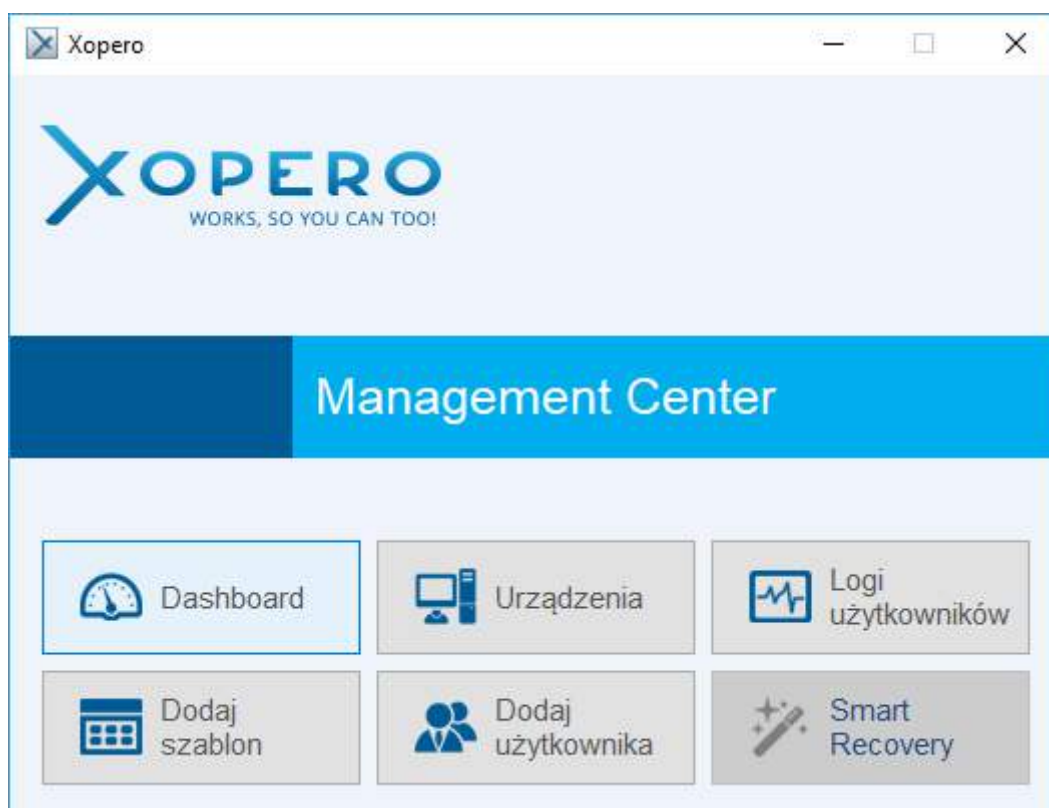 Xopero
XOPERO
WORKS, SO YOU CAN TOO!
Management Center
Dashboard
Urządzenia
Logi
użytkowników
Dodaj
szablon
Dodaj
użytkownika
Smart
Recovery